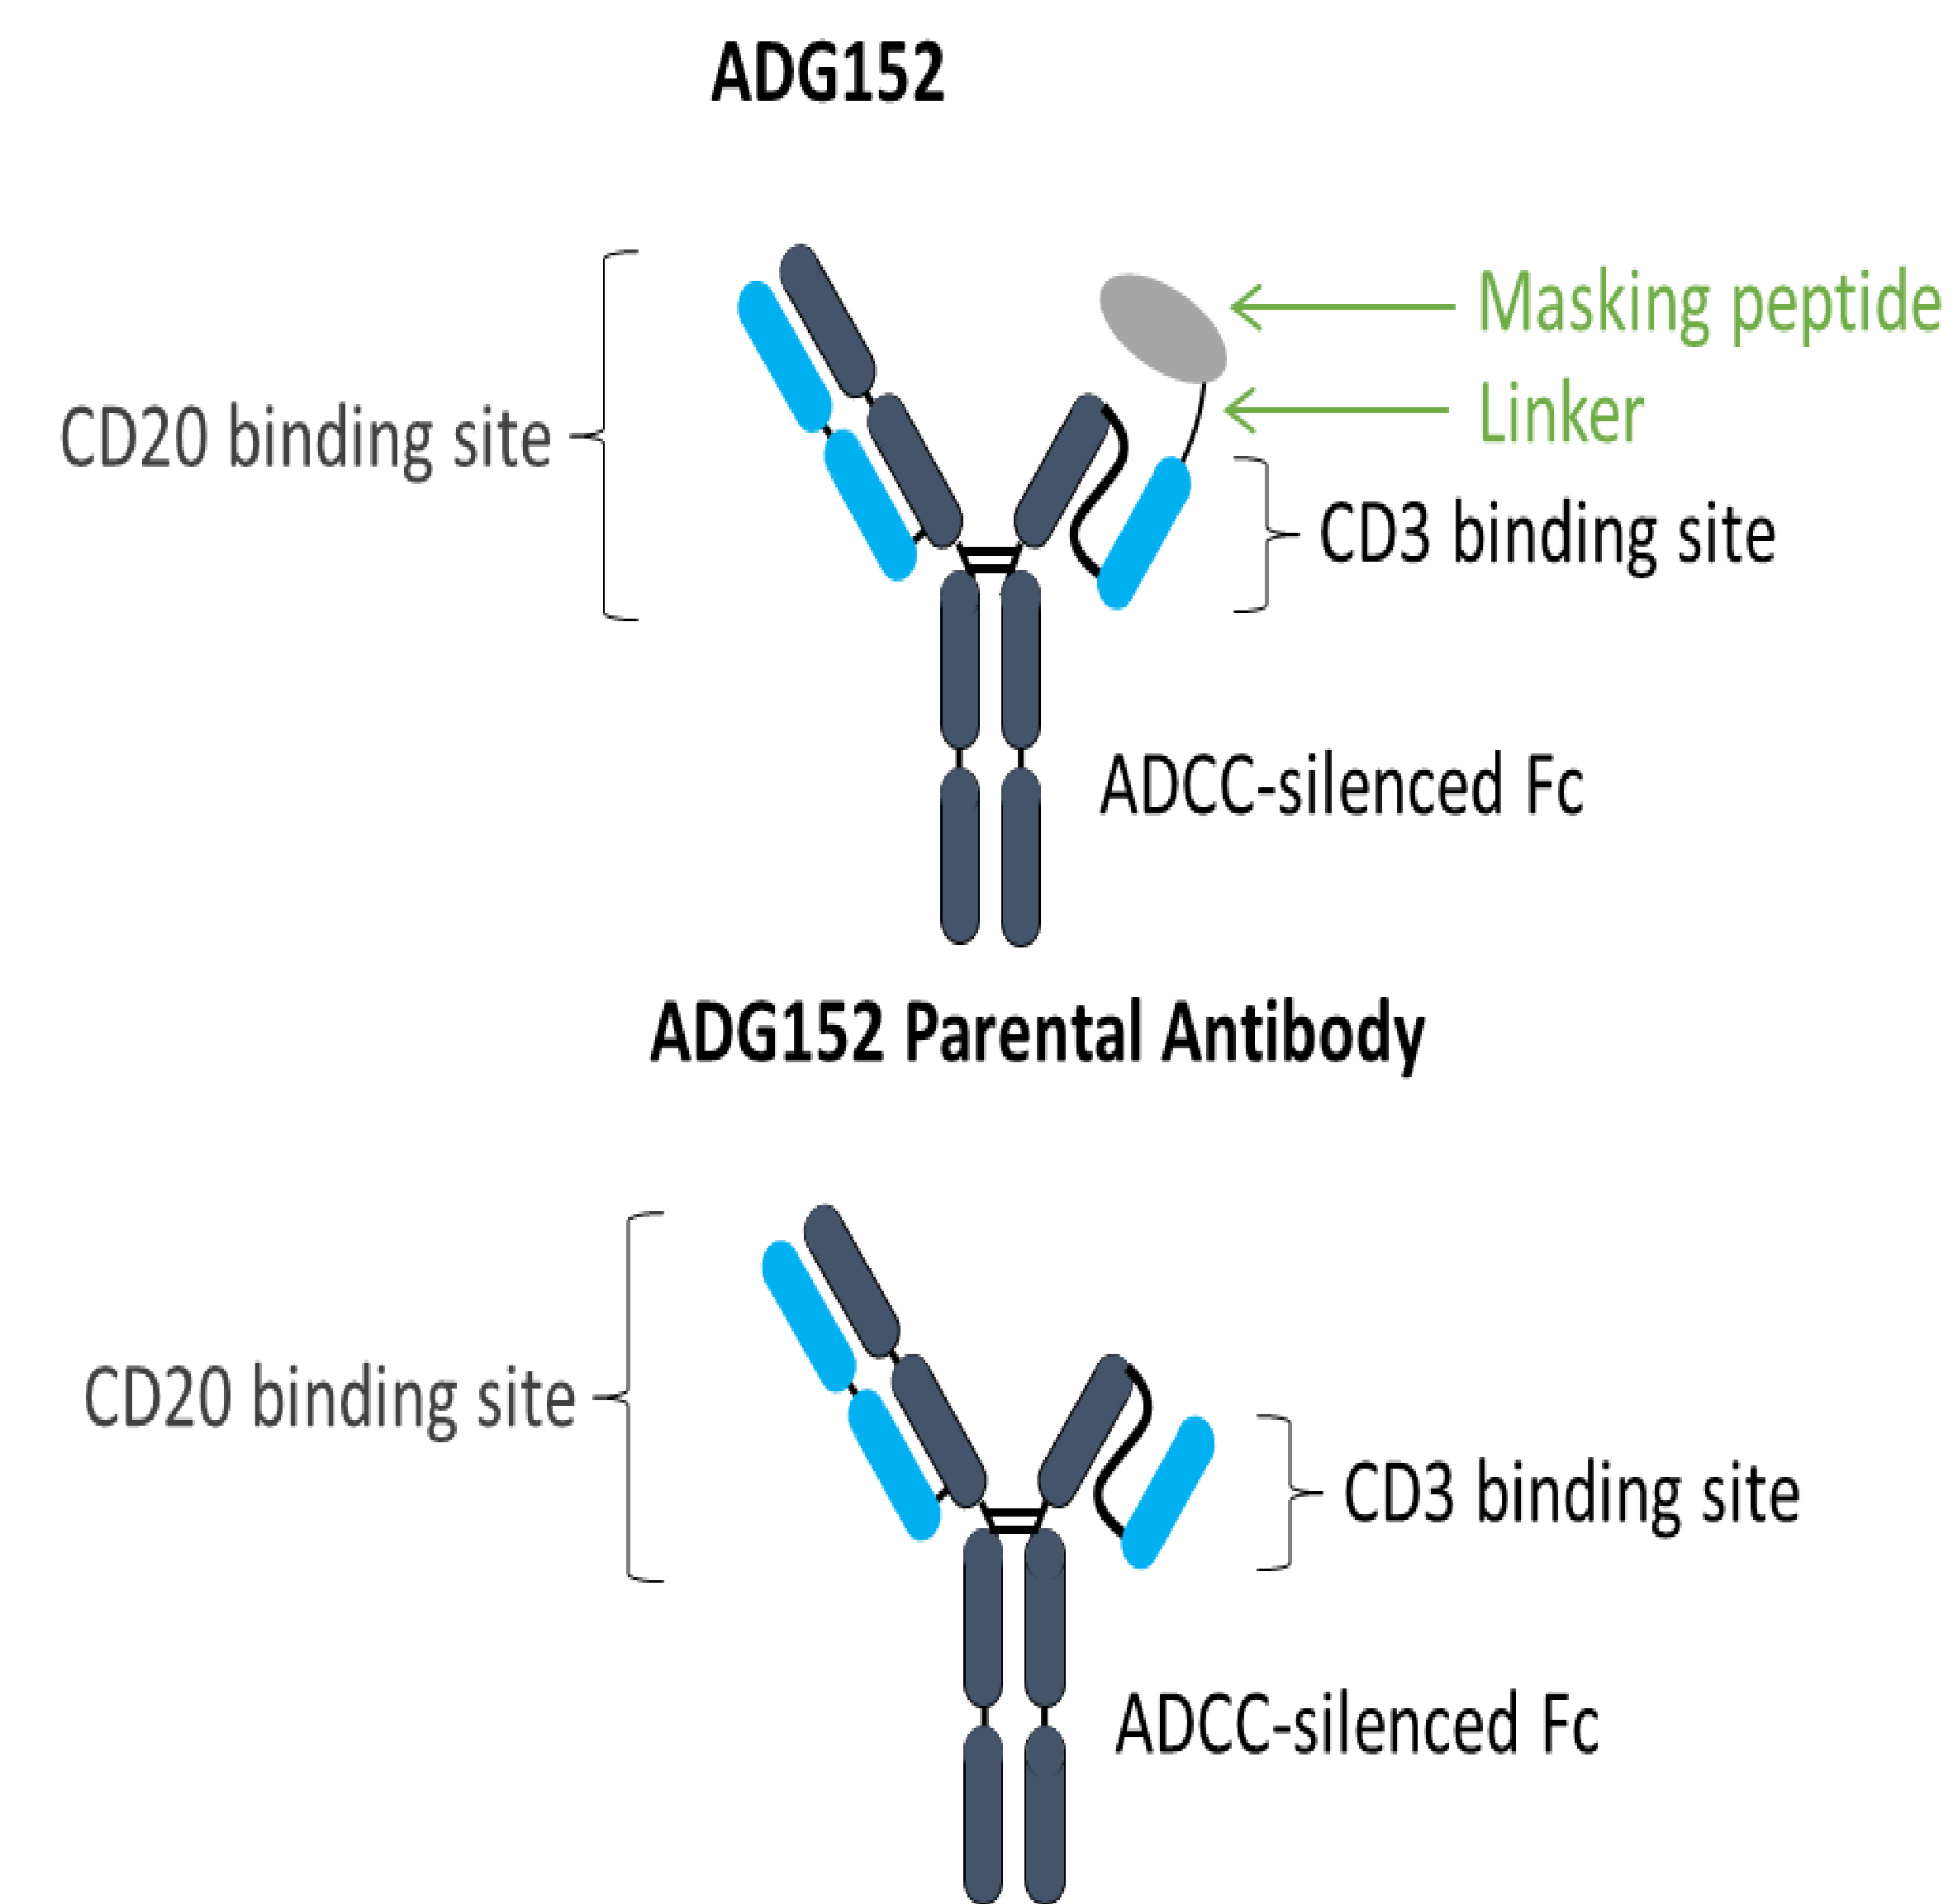 ADG152
Masking peptide
Linker
CD20 binding site
CD3 binding site
ADCC-silenced Fc
ADG152 Parental Antibody
CD20 binding site
CD3 binding site
ADCC-silenced Fc